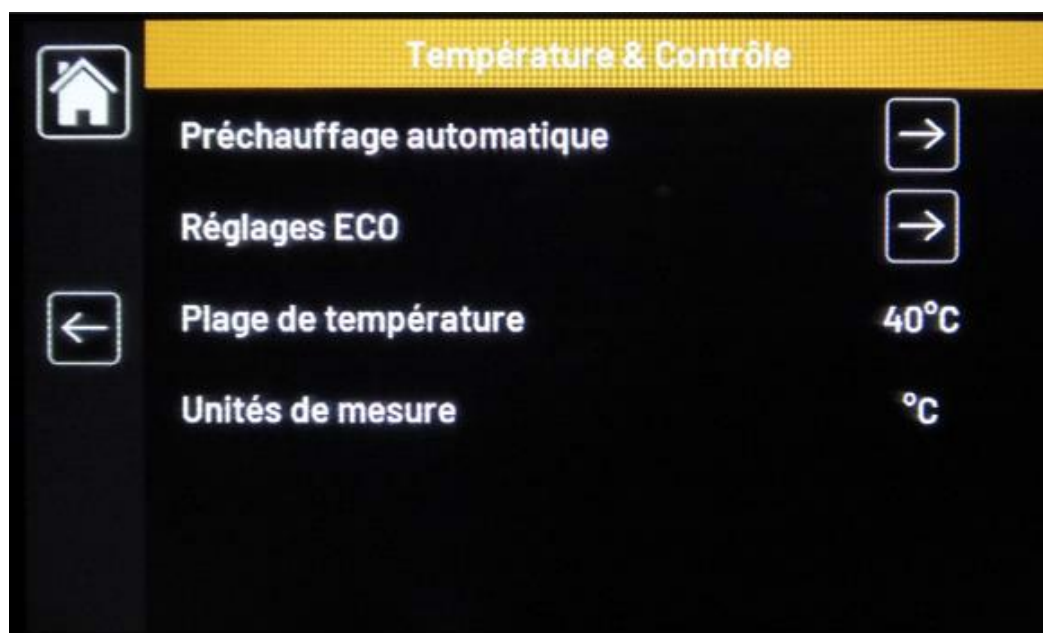 Température & Contrôle
Préchauffage automatique
Réglages ECO
Plage de température 40°C
Unités de mesure °C